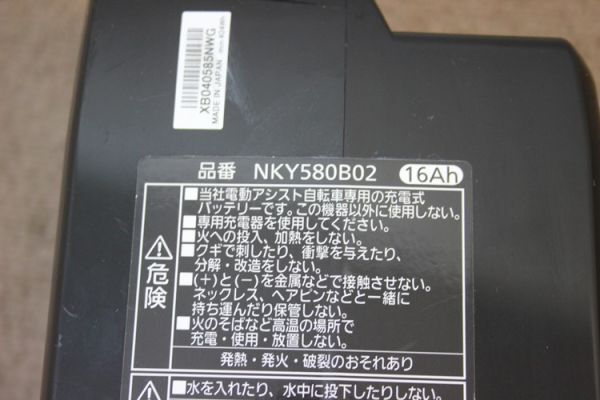 XB040585NWG
MADE IN JAPAN
品番 NKY580B02 16Ah
危険
■当社電動アシスト自転車専用の充電式
バッテリーです。この機器以外に使用しない。
■専用充電器を使用してください。
■火への投入、加熱をしない。
■クギで刺したり、衝撃を与えたり、
分解・改造をしない。
■(+)と(−)を金属などで接触させない。
ネックレス、ヘアピンなどと一緒に
持ち運んだり保管しない。
■火のそばなど高温の場所で
充電・使用・放置しない。
発熱・発火・破裂のおそれあり
■水を入れたり、水中に投下したりしない。